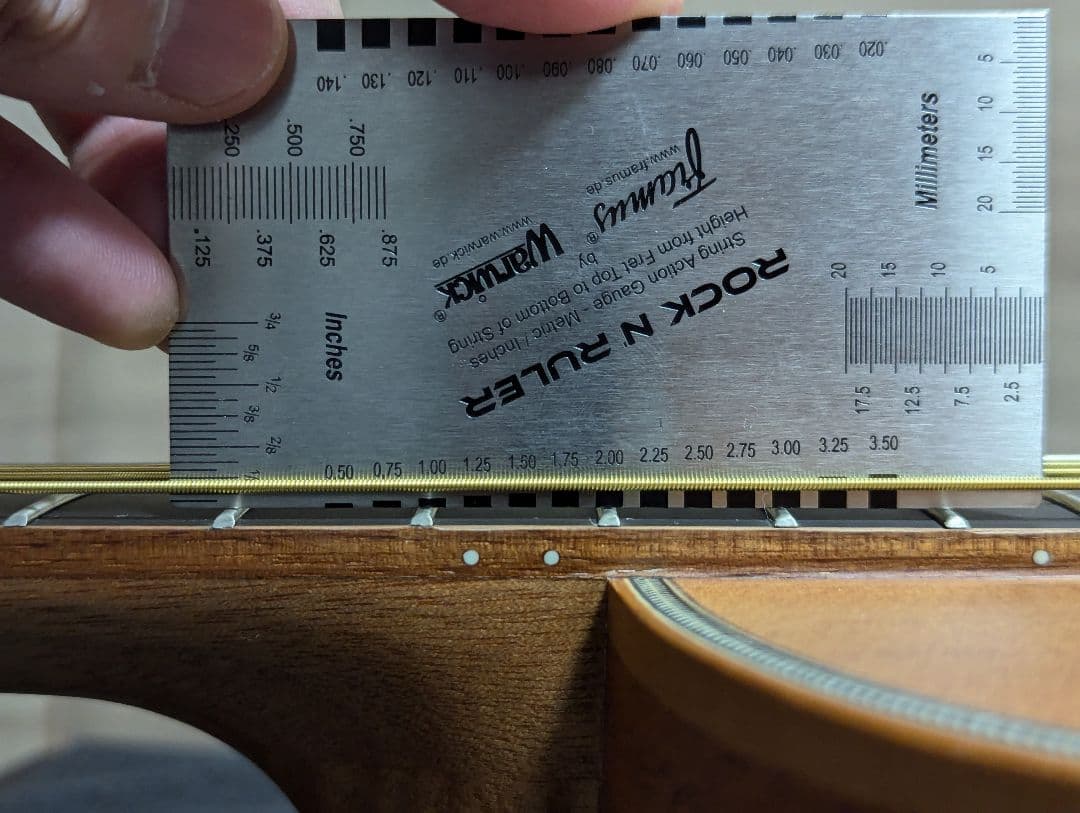 .140 .130 .120 .110 .100 .090 .080 .070 .060 .050 .040 .030 .020
.250 .500 .750
.125 .375 .625 .875
Inches
3/4 5/8 1/2 3/8 2/8
Millimeters
5 10 15 20
20 15 10 5
17.5 12.5 7.5 2.5
ROCK N' RULER
String Action Gauge - Metric / Inches
Height from Fret Top to Bottom of String
by
Warwick®
www.warwick.de
Framus®
www.framus.de
0.50 0.75 1.00 1.25 1.50 1.75 2.00 2.25 2.50 2.75 3.00 3.25 3.50